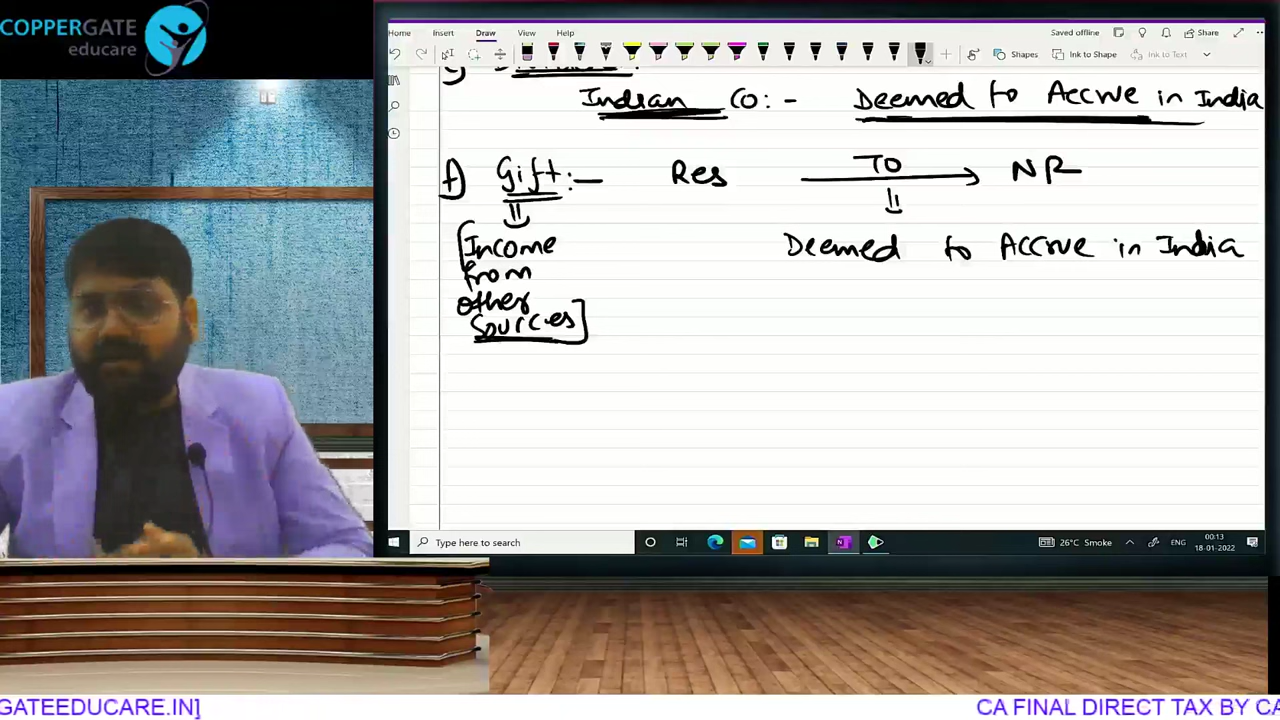 COPPERGATE
educare
Home Insert Draw View Help
Saved offline
Share
Shapes
Ink to Shape
Ink to Text
Indian Co:- Deemed to Accrue in India
f) Gift:- Res TO NR
[Income
from
other
sources]
Deemed to Accrue in India
Type here to search
26°C Smoke
ENG
00:13
18-01-2022
GATEEDUCARE.IN]
CA FINAL DIRECT TAX BY CA